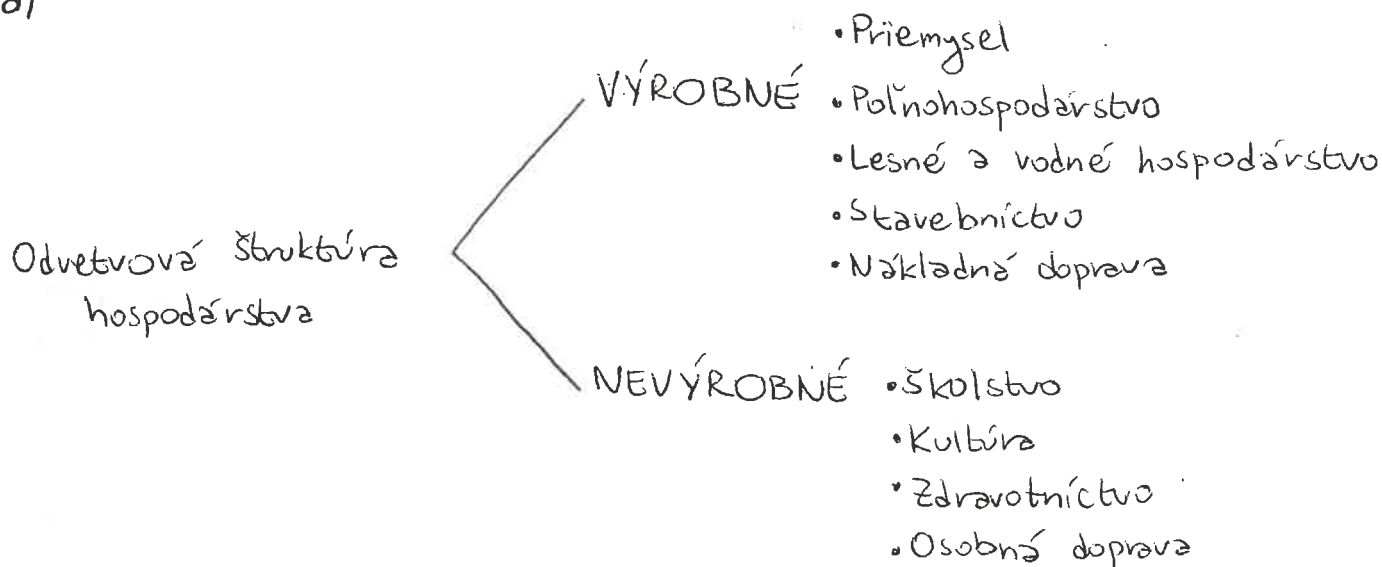 a)
• Priemysel
VÝROBNÉ • Poľnohospodárstvo
• Lesné a vodné hospodárstvo
• Stavebníctvo
Odvetvová štruktúra
hospodárstva
• Nákladná doprava
NEVÝROBNÉ • Školstvo
• Kultúra
• Zdravotníctvo
• Osobná doprava